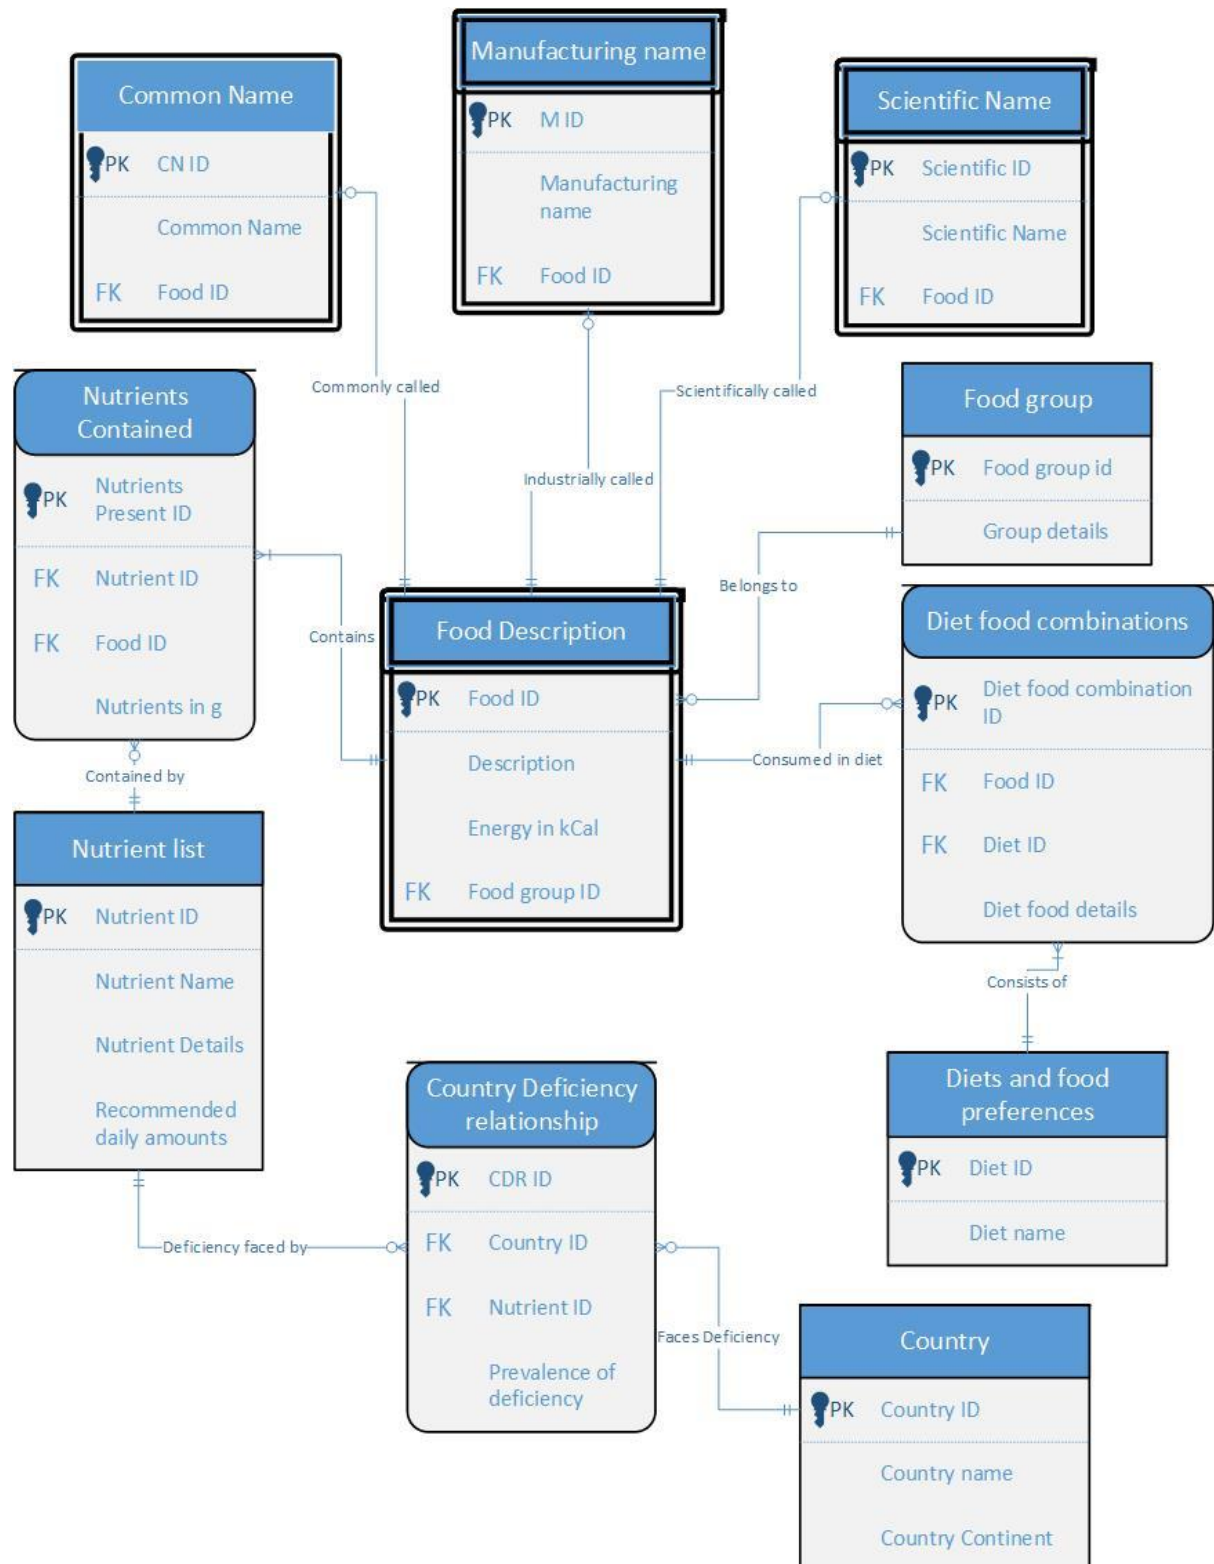 Manufacturing name
PK M ID
Manufacturing
name
FK Food ID
Common Name
PK CN ID
Common Name
FK Food ID
Scientific Name
PK Scientific ID
Scientific Name
FK Food ID
Commonly called
Industrially called
Scientifically called
Nutrients
Contained
PK Nutrients
Present ID
FK Nutrient ID
FK Food ID
Nutrients in g
Food group
PK Food group id
Group details
Belongs to
Contains
Food Description
PK Food ID
Description
Energy in kCal
FK Food group ID
Consumed in diet
Diet food combinations
PK Diet food combination
ID
FK Food ID
FK Diet ID
Diet food details
Contained by
Nutrient list
PK Nutrient ID
Nutrient Name
Nutrient Details
Recommended
daily amounts
Consists of
Diets and food
preferences
PK Diet ID
Diet name
Country Deficiency
relationship
PK CDR ID
FK Country ID
FK Nutrient ID
Prevalence of
deficiency
Deficiency faced by
Faces Deficiency
Country
PK Country ID
Country name
Country Continent